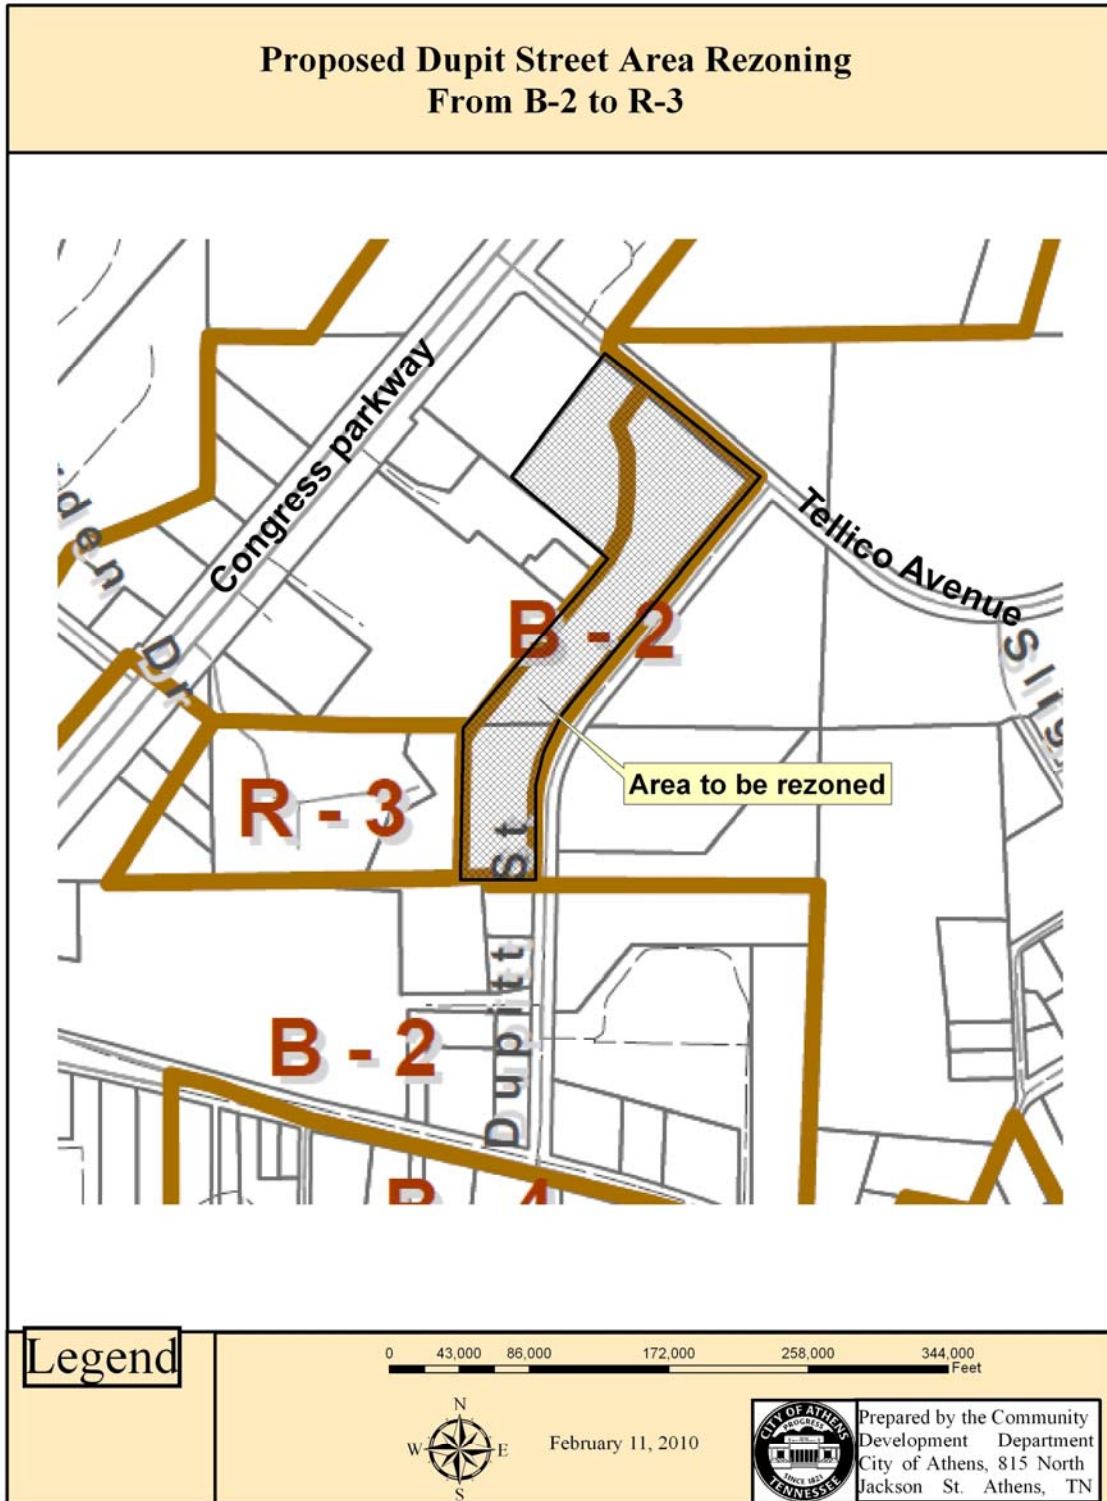 Proposed Dupit Street Area Rezoning
From B-2 to R-3
Congress parkway
Tellico Avenue
Dr
B - 2
Area to be rezoned
R - 3
Dupitt St
B - 2
Legend
0 43,000 86,000 172,000 258,000 344,000
Feet
N
W E
S
February 11, 2010
CITY OF ATHENS
PROGRESS
SINCE 1821
TENNESSEE
Prepared by the Community
Development Department
City of Athens, 815 North
Jackson St. Athens, TN